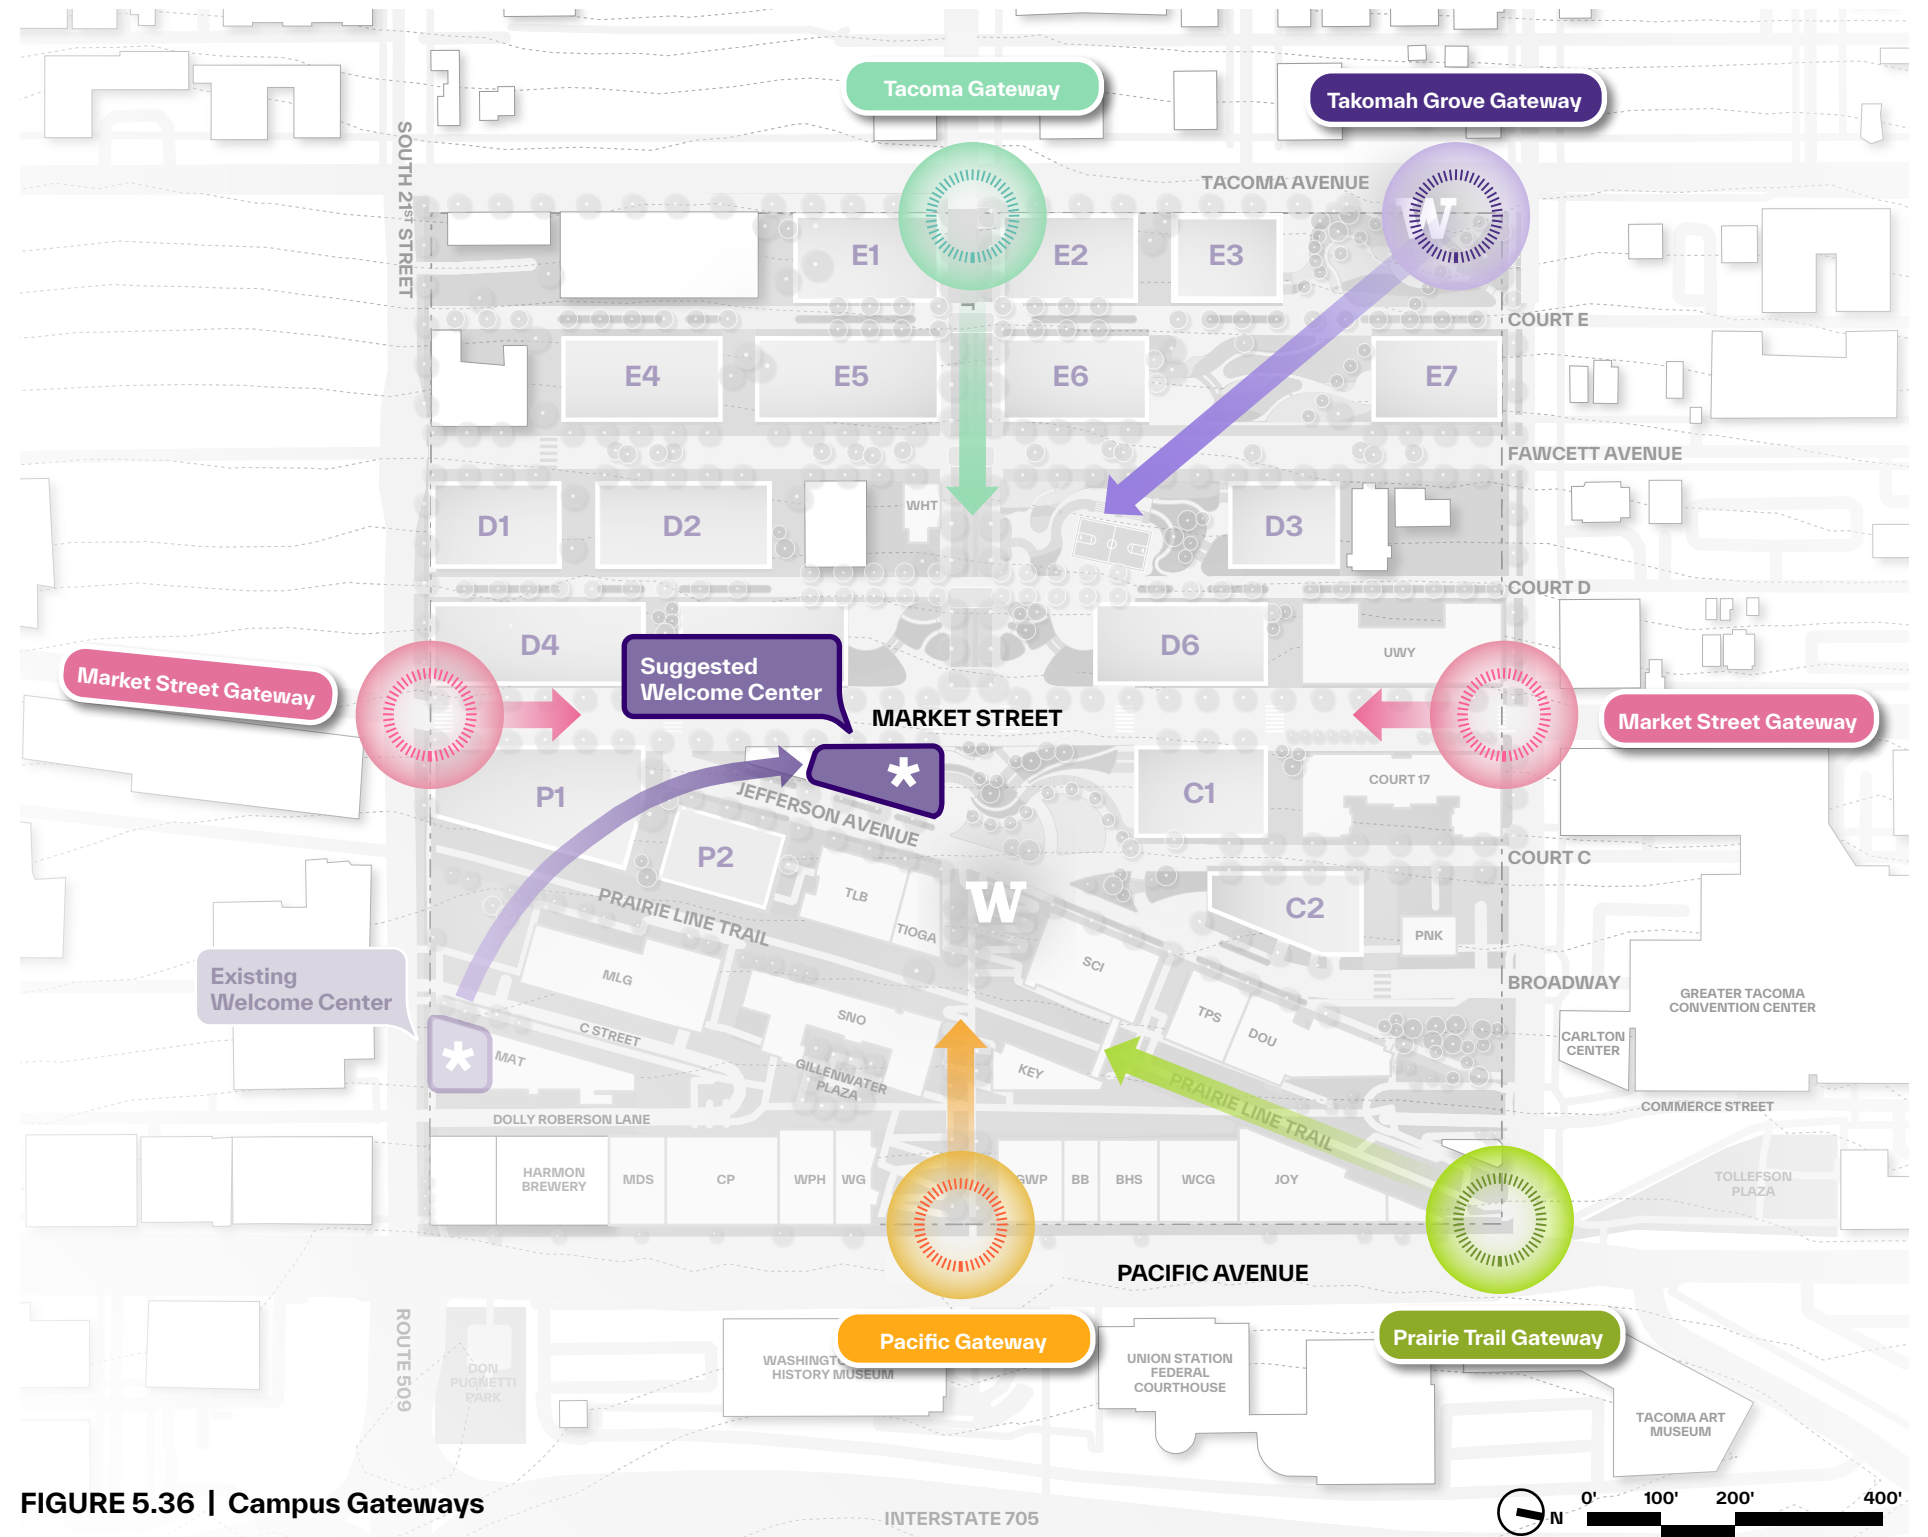 Tacoma Gateway
Takomah Grove Gateway
SOUTH 21ST STREET
TACOMA AVENUE
W
E1
E2
E3
COURT E
E4
E5
E6
E7
FAWCETT AVENUE
D1
D2
WHT
D3
COURT D
D4
D6
UWY
Suggested
Welcome Center
Market Street Gateway
MARKET STREET
Market Street Gateway
*
P1
JEFFERSON AVENUE
C1
COURT 17
P2
COURT C
TLB
TIOGA
W
C2
PNK
PRAIRIE LINE TRAIL
MLG
SCI
BROADWAY
Existing
Welcome Center
GREATER TACOMA
CONVENTION CENTER
SNO
TPS
DOU
C STREET
CARLTON
CENTER
*
MAT
GILLENWATER
PLAZA
KEY
PRAIRIE LINE TRAIL
COMMERCE STREET
DOLLY ROBERSON LANE
HARMON
BREWERY
MDS
CP
WPH
WG
GWP
BB
BHS
WCG
JOY
TOLLEFSON
PLAZA
PACIFIC AVENUE
ROUTE 509
Pacific Gateway
Prairie Trail Gateway
DON
PUGNETTI
PARK
WASHINGT
HISTORY MUSEUM
UNION STATION
FEDERAL
COURTHOUSE
TACOMA ART
MUSEUM
FIGURE 5.36 | Campus Gateways
INTERSTATE 705
N
0' 100' 200' 400'